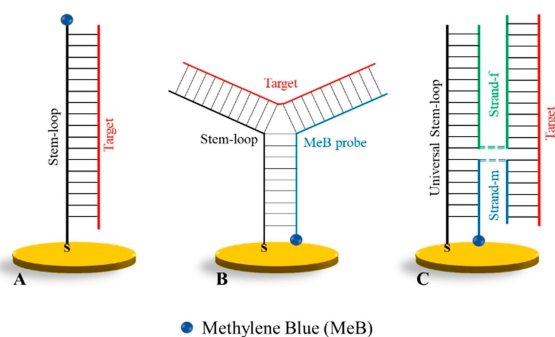 Stem-loop
Target
S
A
Target
Stem-loop
MeB probe
S
B
Universal Stem-loop
Strand-f
Strand-m
Target
S
C
Methylene Blue (MeB)